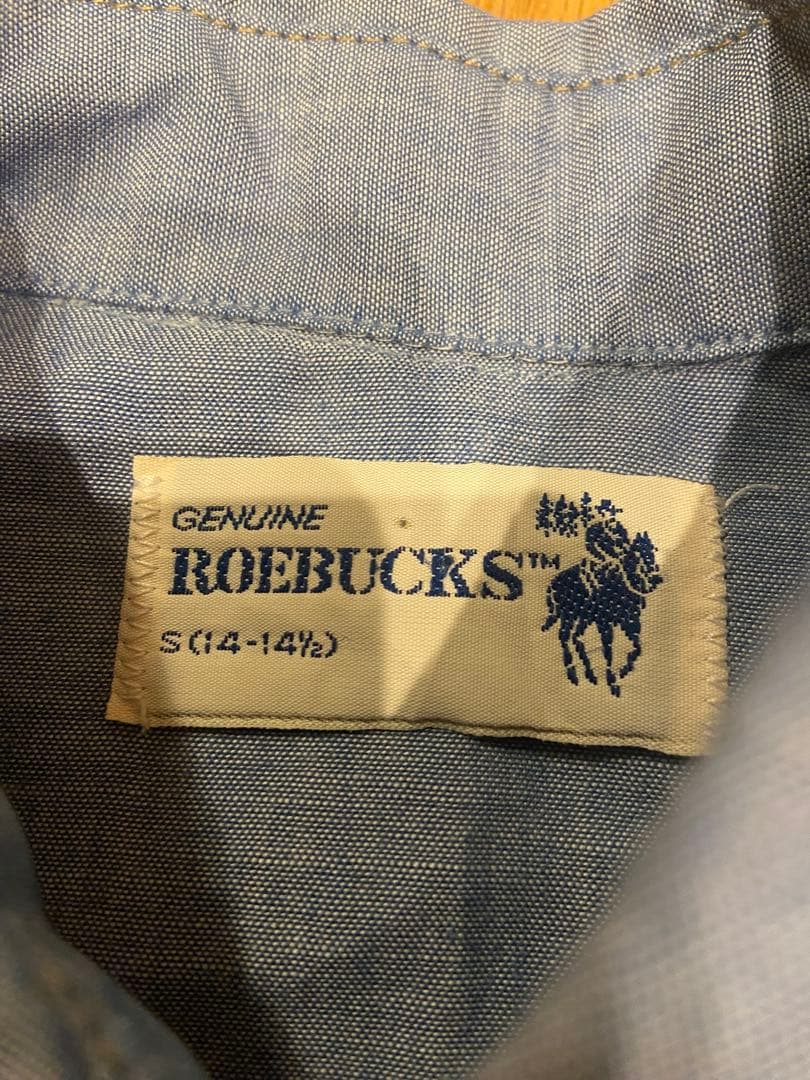 GENUINE
ROEBUCKS™
S (14-14½)